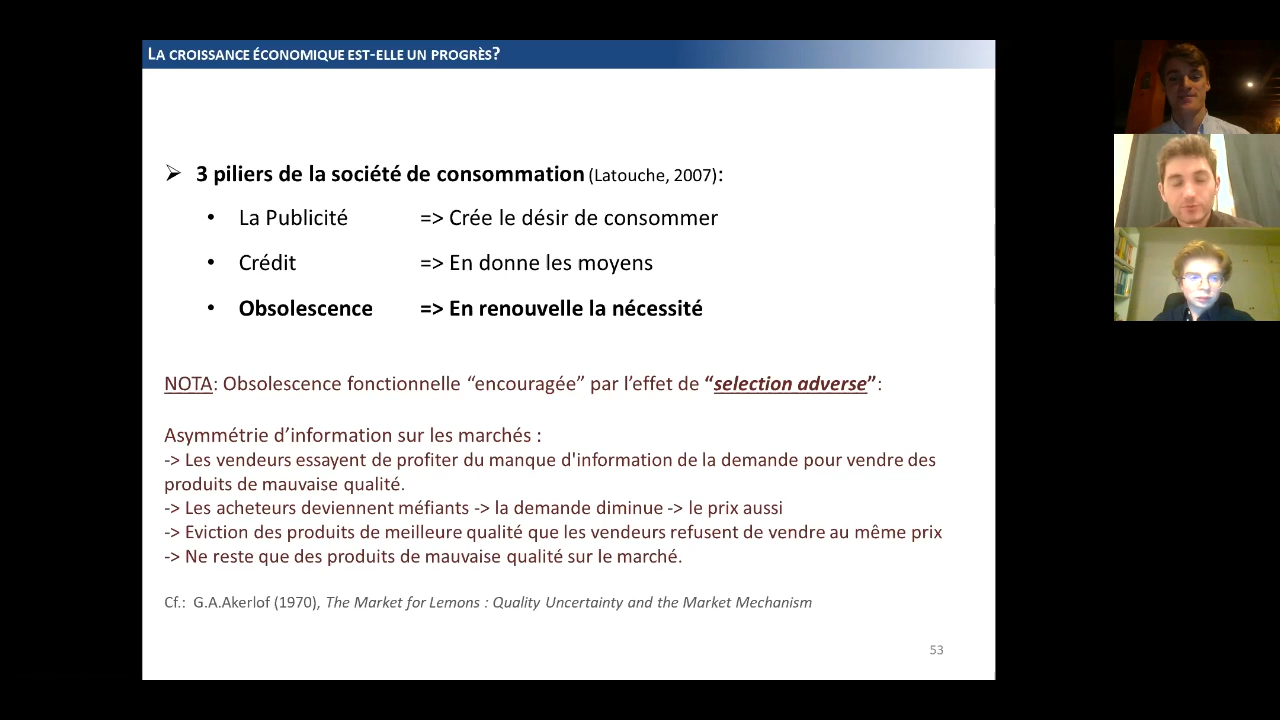 LA CROISSANCE ÉCONOMIQUE EST-ELLE UN PROGRÈS?
➢ 3 piliers de la société de consommation (Latouche, 2007):
• La Publicité => Crée le désir de consommer
• Crédit => En donne les moyens
• Obsolescence => En renouvelle la nécessité
NOTA: Obsolescence fonctionnelle “encouragée” par l’effet de “selection adverse”:
Asymmétrie d’information sur les marchés :
-> Les vendeurs essayent de profiter du manque d'information de la demande pour vendre des
produits de mauvaise qualité.
-> Les acheteurs deviennent méfiants -> la demande diminue -> le prix aussi
-> Eviction des produits de meilleure qualité que les vendeurs refusent de vendre au même prix
-> Ne reste que des produits de mauvaise qualité sur le marché.
Cf.: G.A.Akerlof (1970), The Market for Lemons : Quality Uncertainty and the Market Mechanism
53